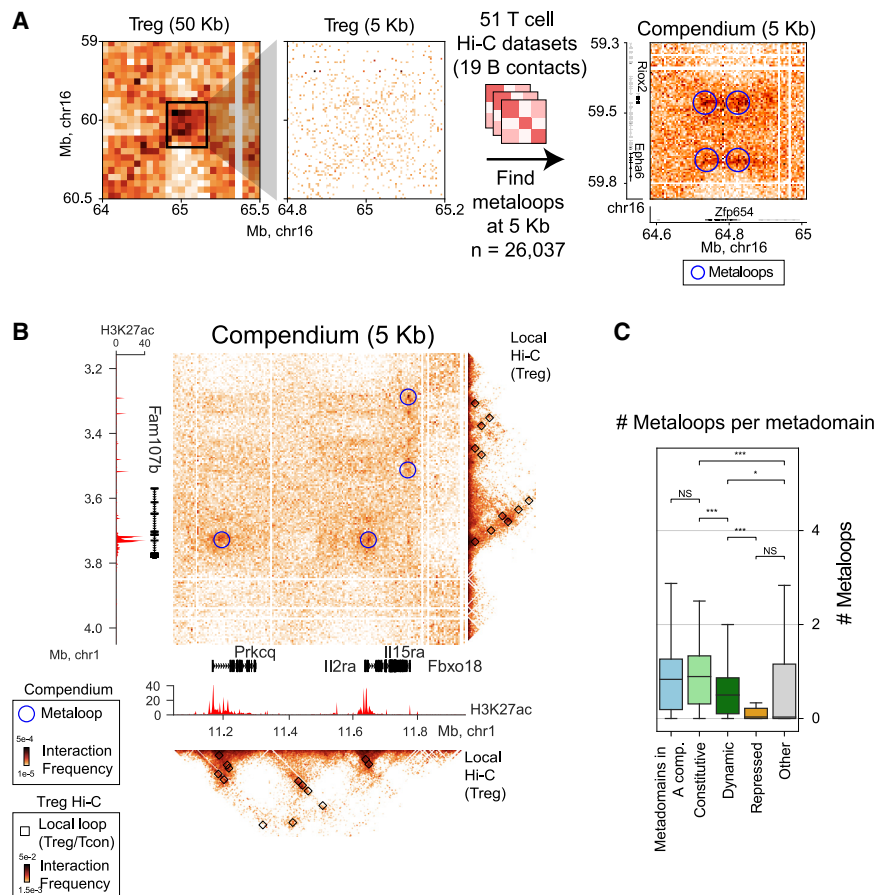 A
Treg (50 Kb)
59
60
60.5
Mb, chr16
64
65
65.5
Treg (5 Kb)
64.8
65
65.2
Mb, chr16
51 T cell
Hi-C datasets
(19 B contacts)
Find
metaloops
at 5 Kb
n = 26,037
Compendium (5 Kb)
59.3
59.5
59.8
Riox2
Epha6
chr16
Zfp654
64.6
64.8
65
Mb, chr16
Metaloops
B
H3K27ac
0
40
Compendium (5 Kb)
Local
Hi-C
(Treg)
3.2
3.4
3.6
3.8
4.0
Fam107b
Mb, chr1
Prkcq
Il2ra
Il15ra
Fbxo18
40
20
0
H3K27ac
11.2
11.4
11.6
11.8
Mb, chr1
Local
Hi-C
(Treg)
Compendium
Metaloop
5e-4
1e-5
Interaction
Frequency
Treg Hi-C
Local loop
(Treg/Tcon)
5e-2
1.5e-3
Interaction
Frequency
C
# Metaloops per metadomain
***
*
NS
***
***
NS
4
2
0
# Metaloops
Metadomains in
A comp.
Constitutive
Dynamic
Repressed
Other